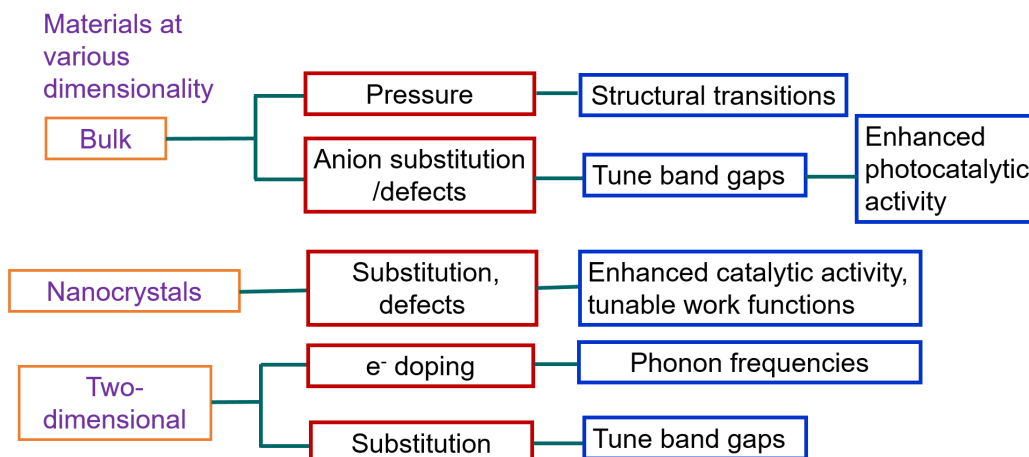 Materials at
various
dimensionality
Bulk
Pressure
Structural transitions
Anion substitution
/defects
Tune band gaps
Enhanced
photocatalytic
activity
Nanocrystals
Substitution,
defects
Enhanced catalytic activity,
tunable work functions
Two-
dimensional
e⁻ doping
Phonon frequencies
Substitution
Tune band gaps